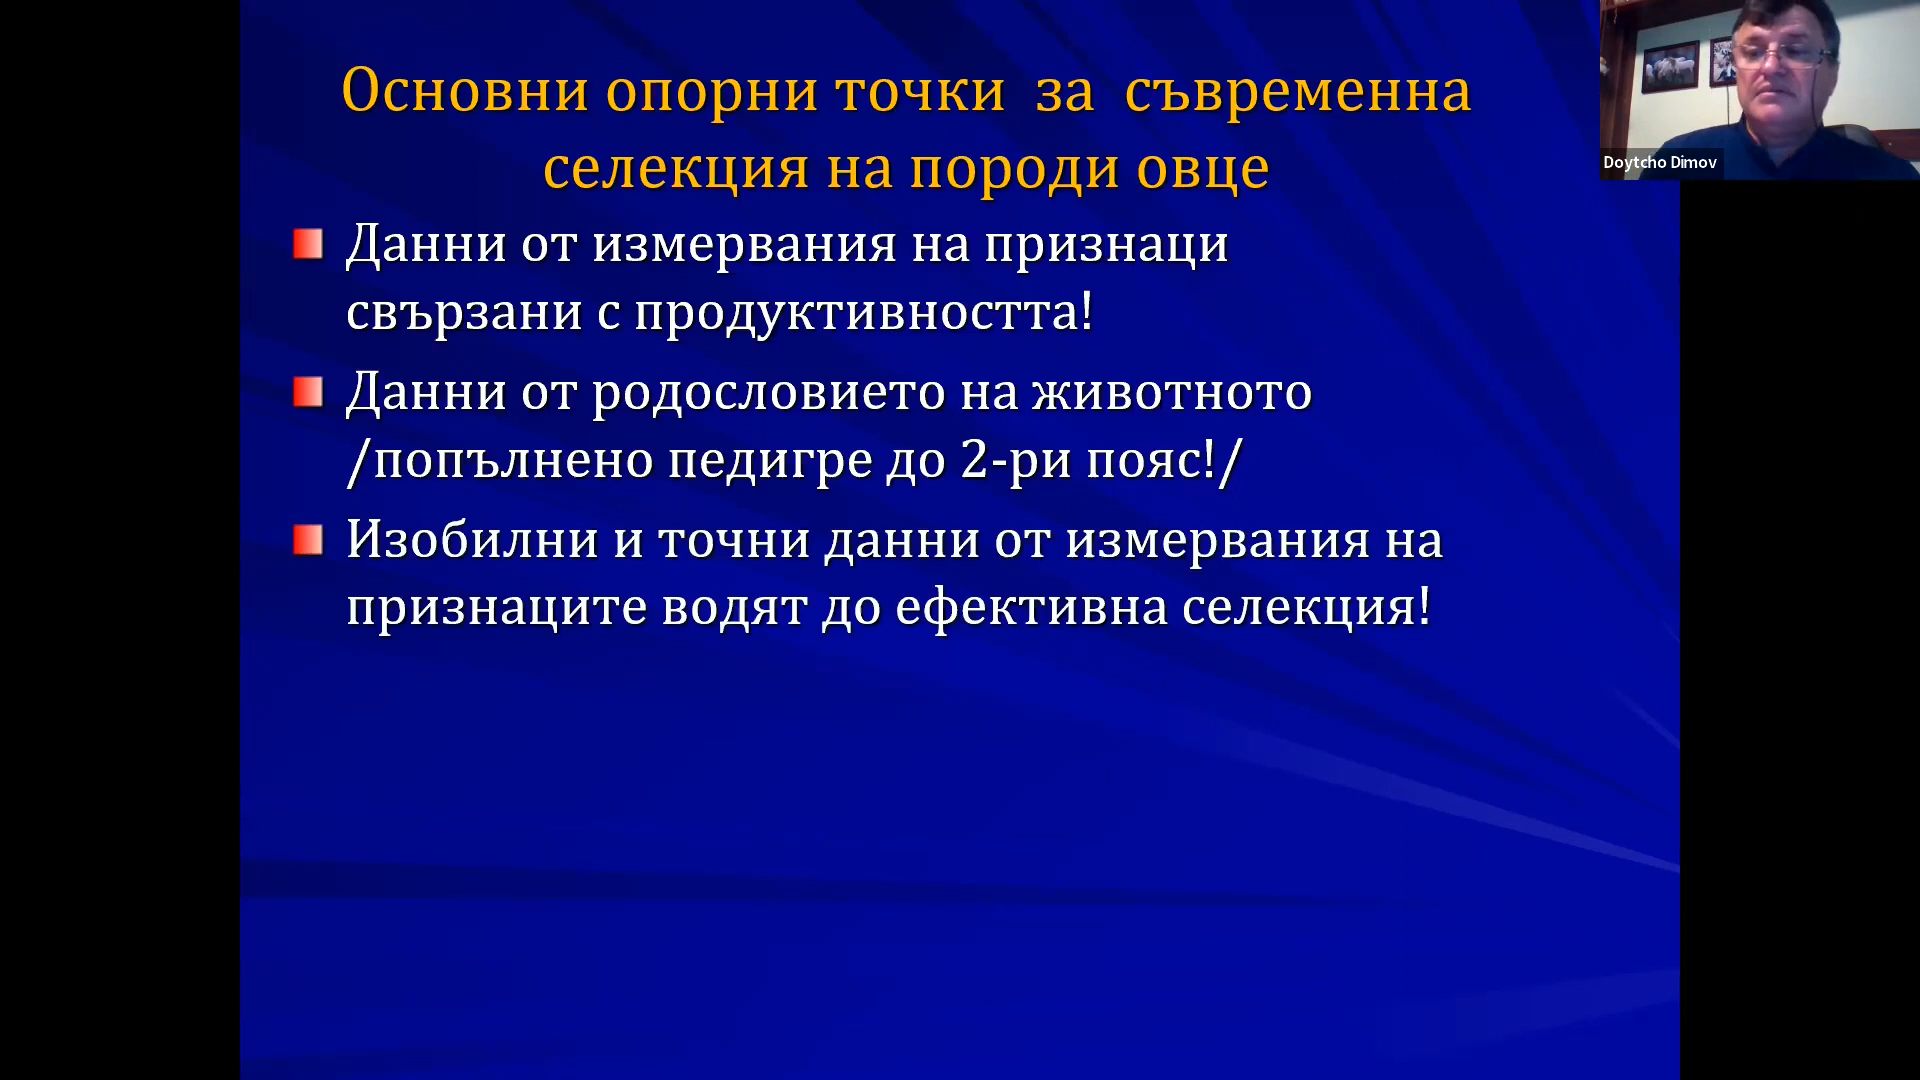 Основни опорни точки за съвременна
селекция на породи овце
Данни от измервания на признаци
свързани с продуктивността!
Данни от родословието на животното
/попълнено педигре до 2-ри пояс!/
Изобилни и точни данни от измервания на
признаците водят до ефективна селекция!
Doytcho Dimov